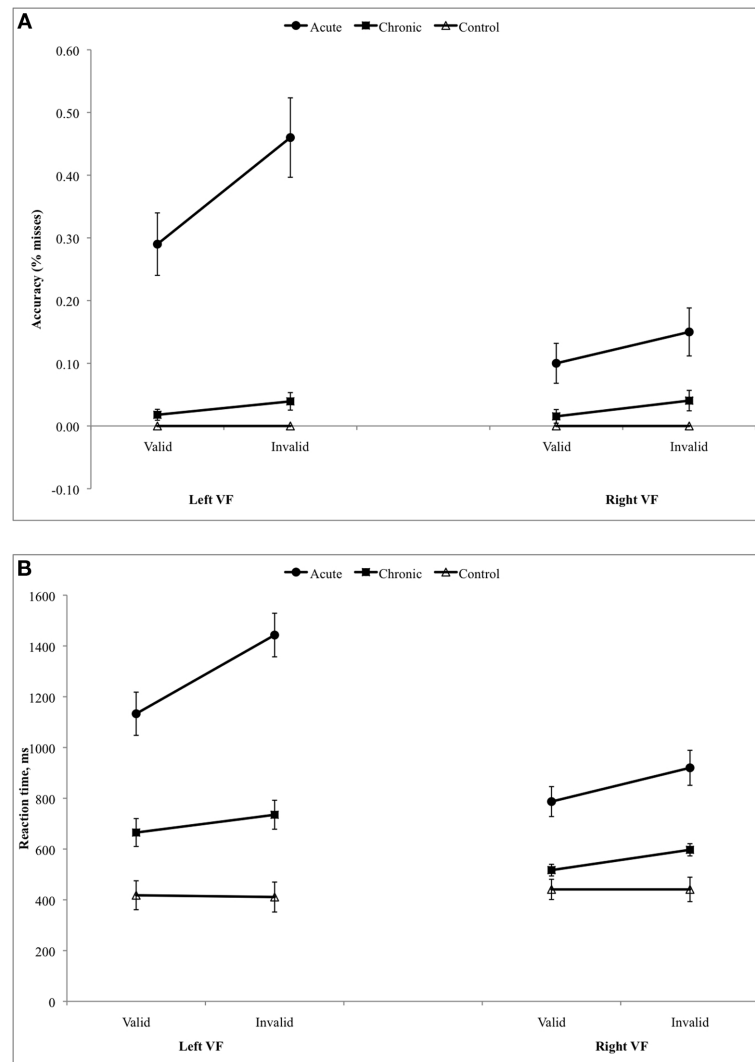 A
Acute Chronic Control
0.60
0.50
0.40
0.30
0.20
0.10
0.00
-0.10
Accuracy (% misses)
Valid Invalid Valid Invalid
Left VF Right VF
B
Acute Chronic Control
1600
1400
1200
1000
800
600
400
200
0
Reaction time, ms
Valid Invalid Valid Invalid
Left VF Right VF